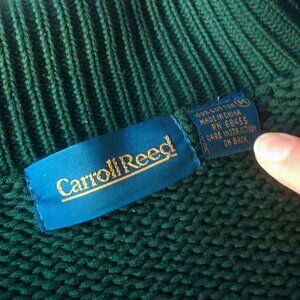 Carroll Reed
100% COTTON
M
MADE IN CHINA
RN 68455
CARE INSTRUCTION
ON BACK